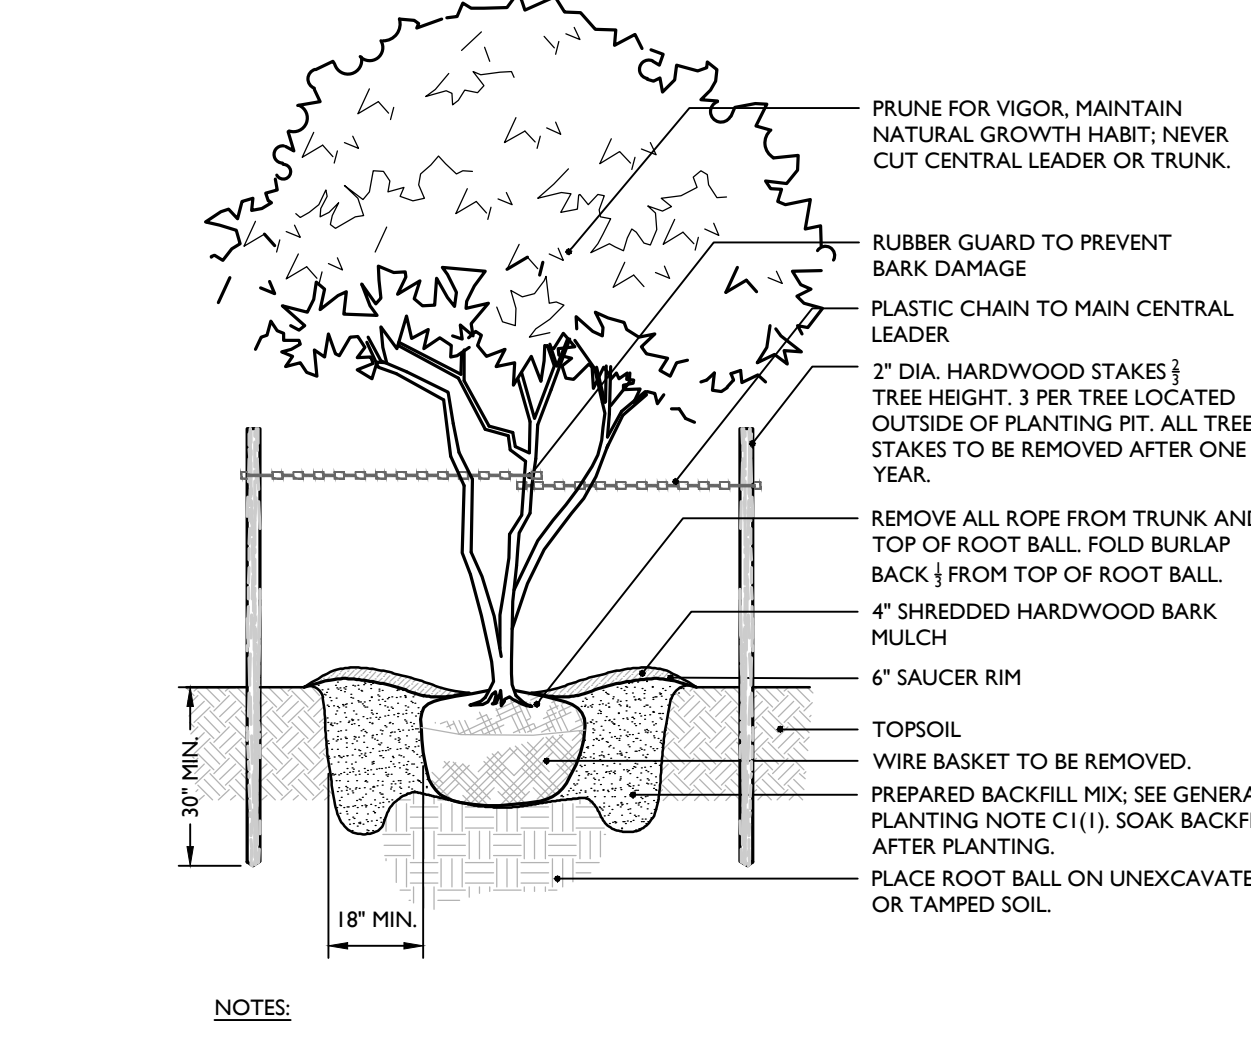 PRUNE FOR VIGOR, MAINTAIN
NATURAL GROWTH HABIT; NEVER
CUT CENTRAL LEADER OR TRUNK.
RUBBER GUARD TO PREVENT
BARK DAMAGE
PLASTIC CHAIN TO MAIN CENTRAL
LEADER
2" DIA. HARDWOOD STAKES 2/3
TREE HEIGHT. 3 PER TREE LOCATED
OUTSIDE OF PLANTING PIT. ALL TREE
STAKES TO BE REMOVED AFTER ONE
YEAR.
REMOVE ALL ROPE FROM TRUNK AND
TOP OF ROOT BALL. FOLD BURLAP
BACK 1/3 FROM TOP OF ROOT BALL.
4" SHREDDED HARDWOOD BARK
MULCH
6" SAUCER RIM
TOPSOIL
WIRE BASKET TO BE REMOVED.
PREPARED BACKFILL MIX; SEE GENERA
PLANTING NOTE C1(1). SOAK BACKFI
AFTER PLANTING.
PLACE ROOT BALL ON UNEXCAVATE
OR TAMPED SOIL.
30" MIN.
18" MIN.
NOTES: